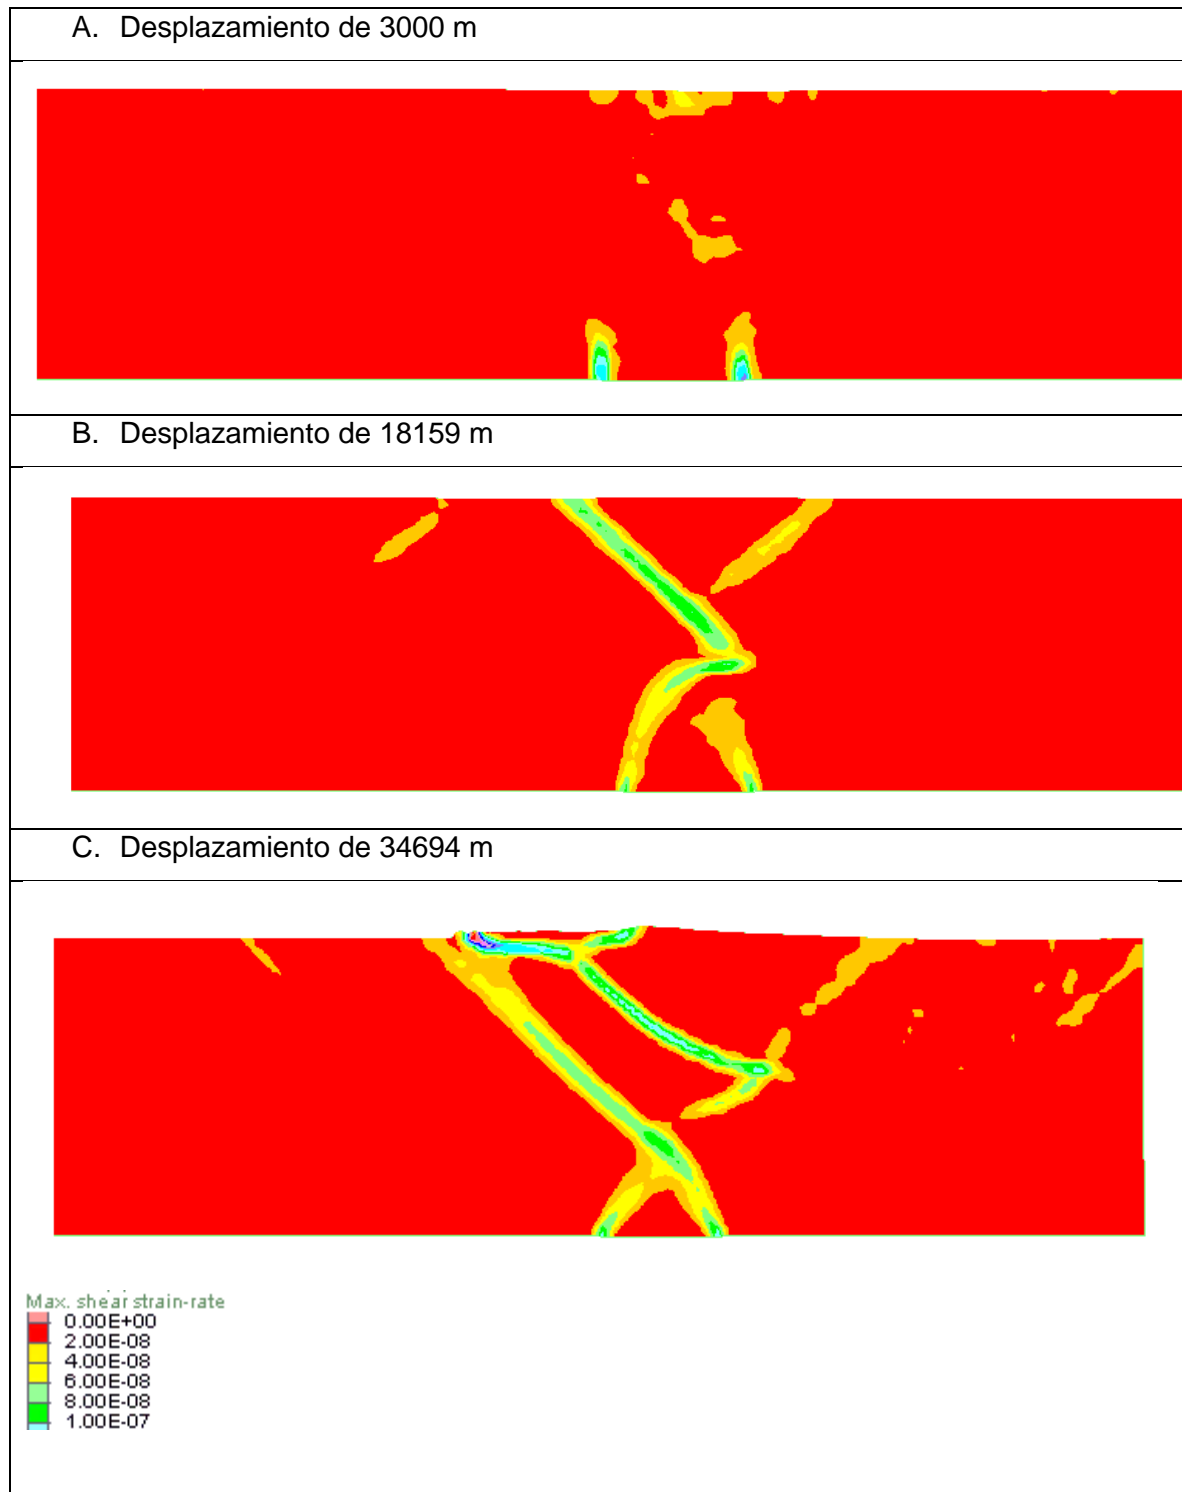 A. Desplazamiento de 3000 m
B. Desplazamiento de 18159 m
C. Desplazamiento de 34694 m
Max. shear strain-rate
0.00E+00
2.00E-08
4.00E-08
6.00E-08
8.00E-08
1.00E-07